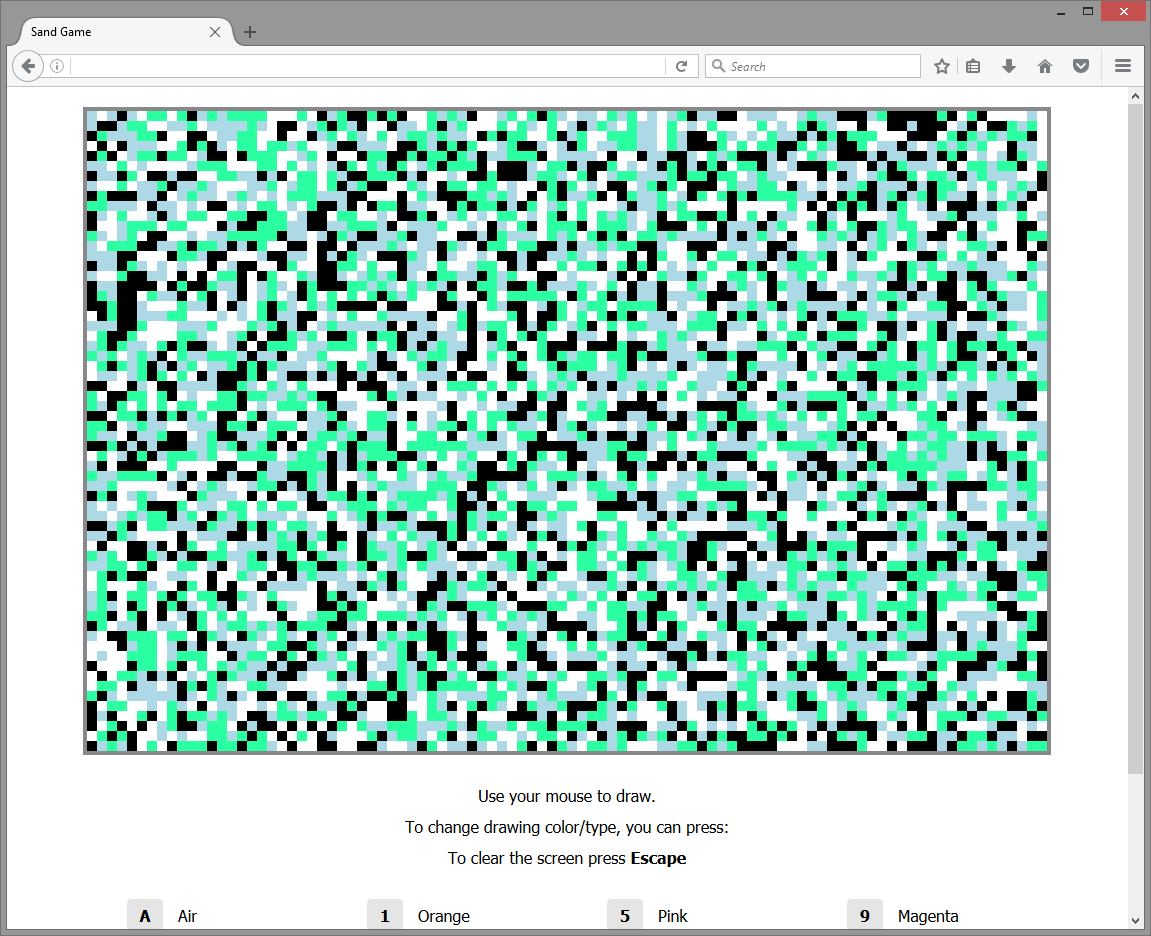 Sand Game
Search
Use your mouse to draw.
To change drawing color/type, you can press:
To clear the screen press Escape
A Air 1 Orange 5 Pink 9 Magenta